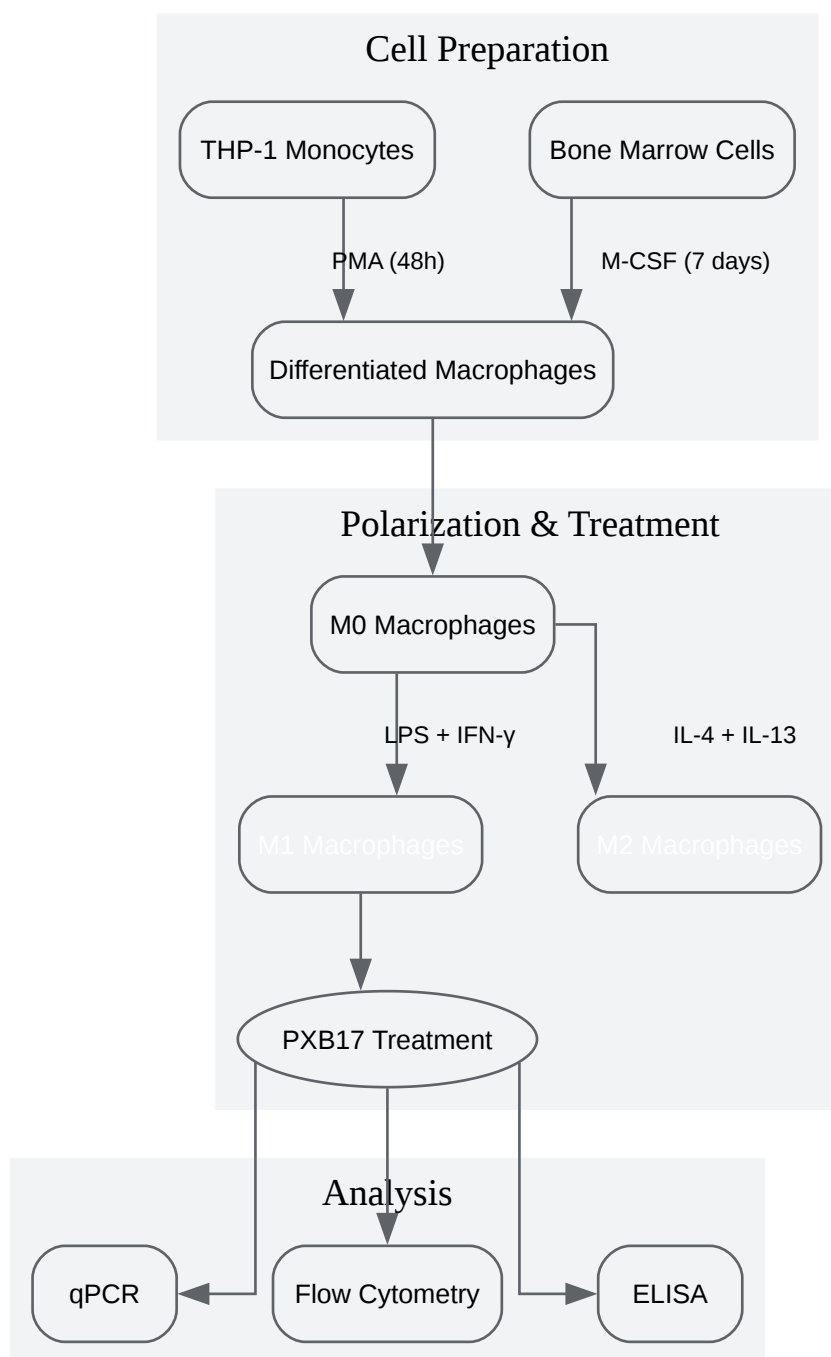 Cell Preparation
THP-1 Monocytes
Bone Marrow Cells
PMA (48h)
M-CSF (7 days)
Differentiated Macrophages
Polarization & Treatment
M0 Macrophages
LPS + IFN-γ
IL-4 + IL-13
M1 Macrophages
M2 Macrophages
PXB17 Treatment
Analysis
qPCR
Flow Cytometry
ELISA